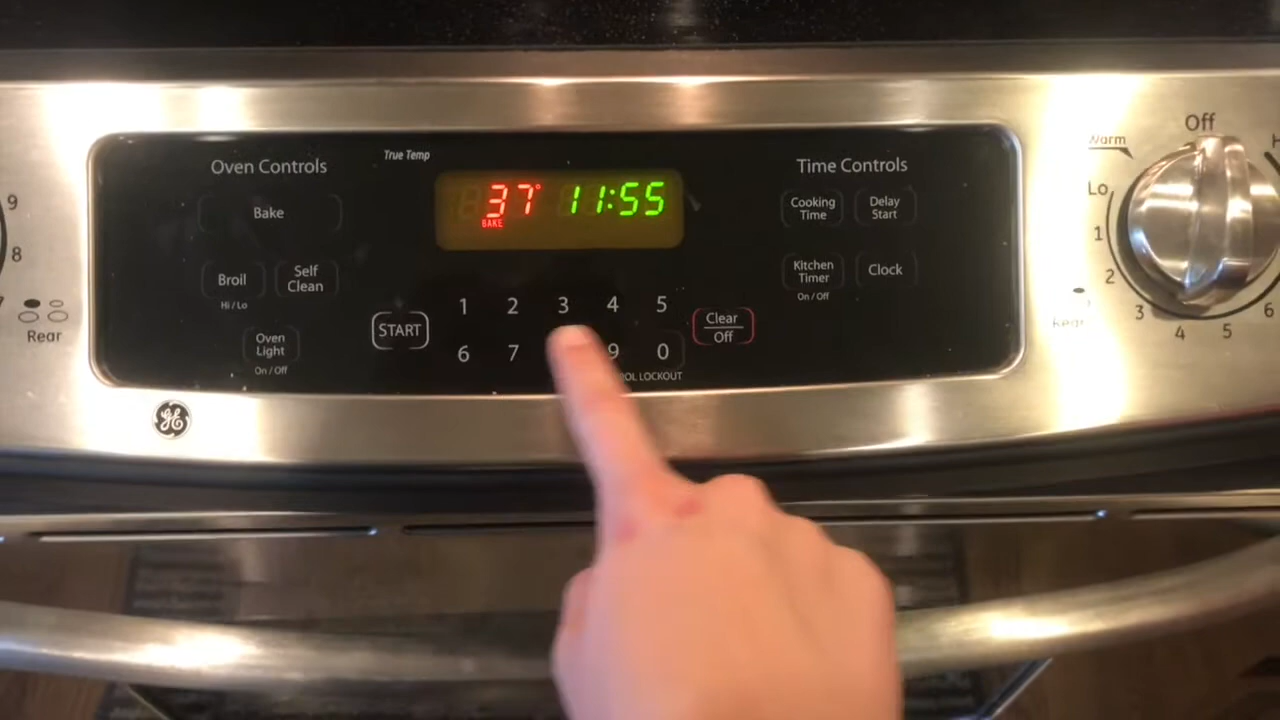 Oven Controls
Bake
Broil
Hi / Lo
Self
Clean
Oven
Light
On / Off
True Temp
37° 11:55
BAKE
START
1 2 3 4 5
6 7 9 0
LOCKOUT
Clear
Off
Time Controls
Cooking
Time
Delay
Start
Kitchen
Timer
On / Off
Clock
9
8
Rear
GE
Off
Warm
Lo
1
2
3
4
5
6